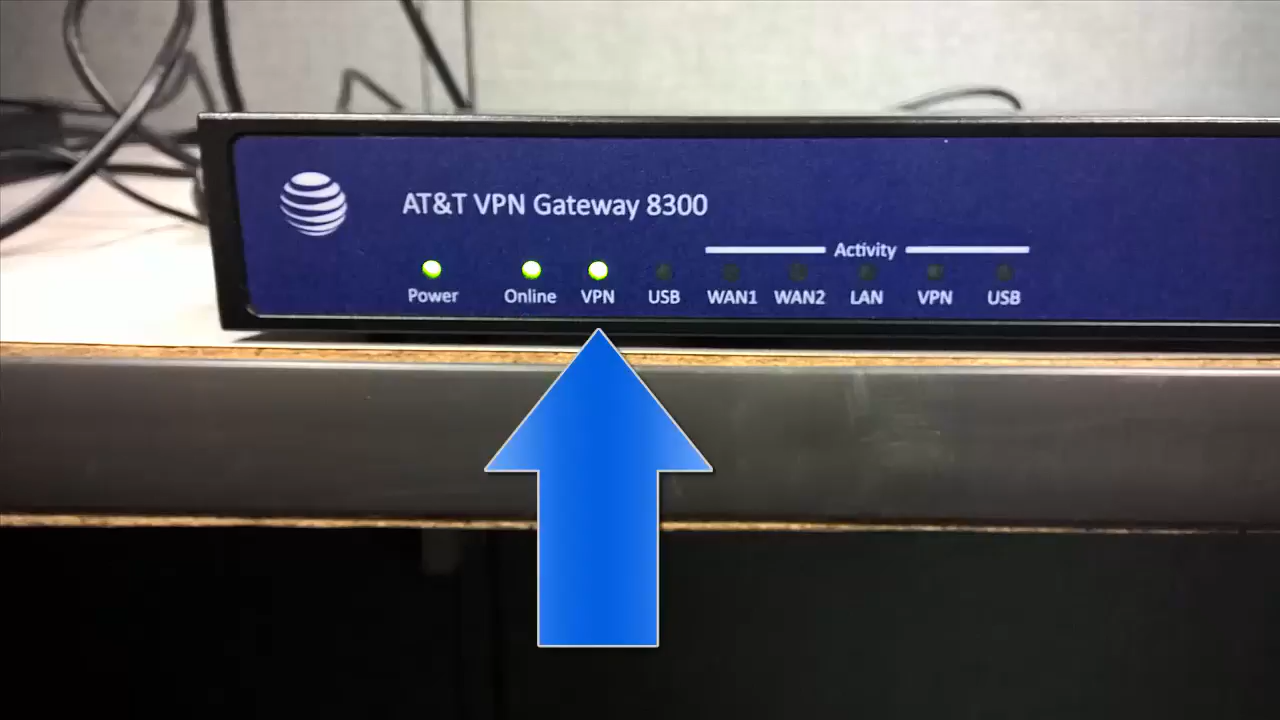 AT&T VPN Gateway 8300
Activity
Power Online VPN USB WAN1 WAN2 LAN VPN USB